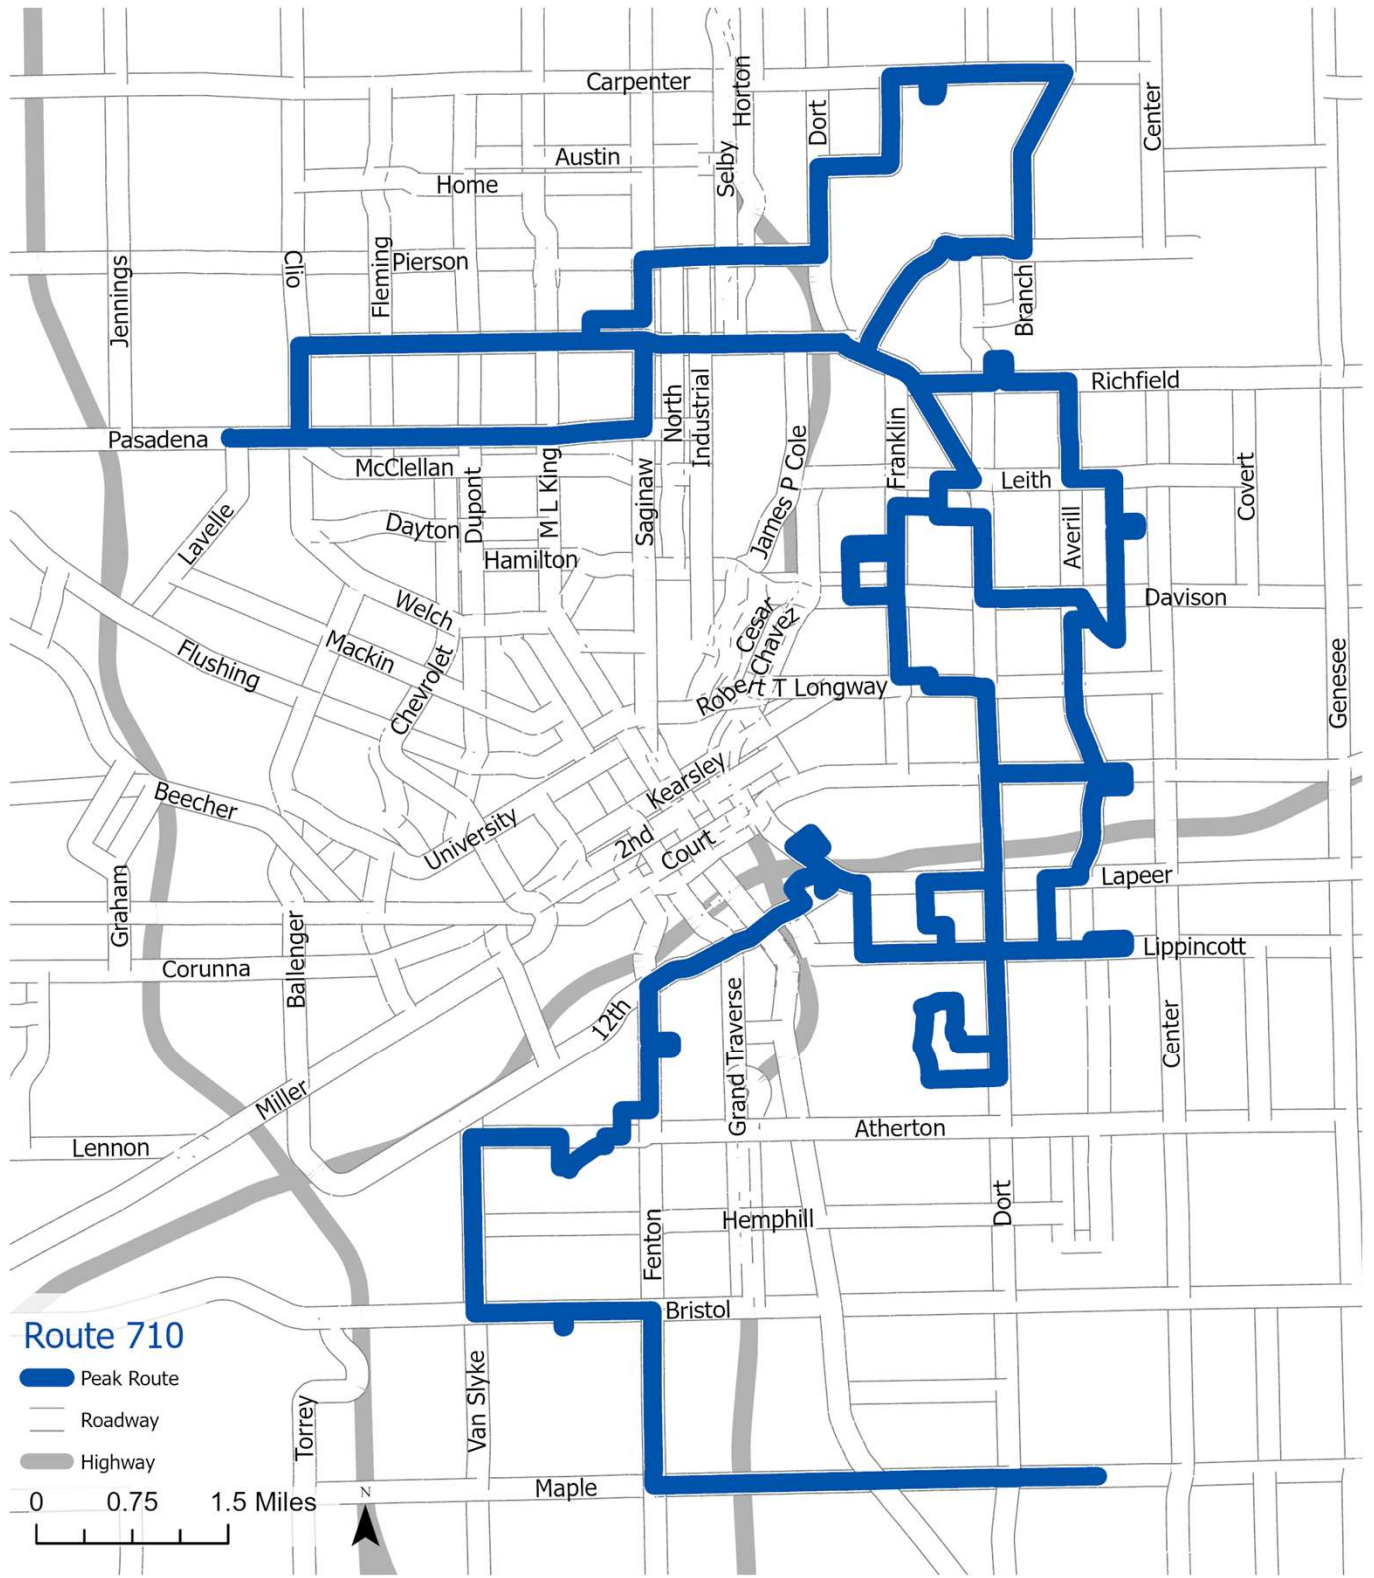 Carpenter
Horton
Dort
Center
Austin
Selby
Home
Jennings
Clio
Fleming
Pierson
Branch
Richfield
North
Industrial
Pasadena
McClellan
Franklin
James P Cole
Leith
Covert
Dupont
M L King
Saginaw
Lavelle
Dayton
Averill
Hamilton
Welch
Davison
Cesar
Chavez
Mackin
Flushing
Chevrolet
Robert T Longway
Genesee
Kearsley
Beecher
University
2nd
Court
Lapeer
Graham
Ballenger
Lippincott
Corunna
12th
Grand Traverse
Center
Miller
Atherton
Lennon
Dort
Fenton
Hemphill
Bristol
Route 710
Peak Route
Roadway
Highway
Torrey
Van Slyke
Maple
N
0 0.75 1.5 Miles